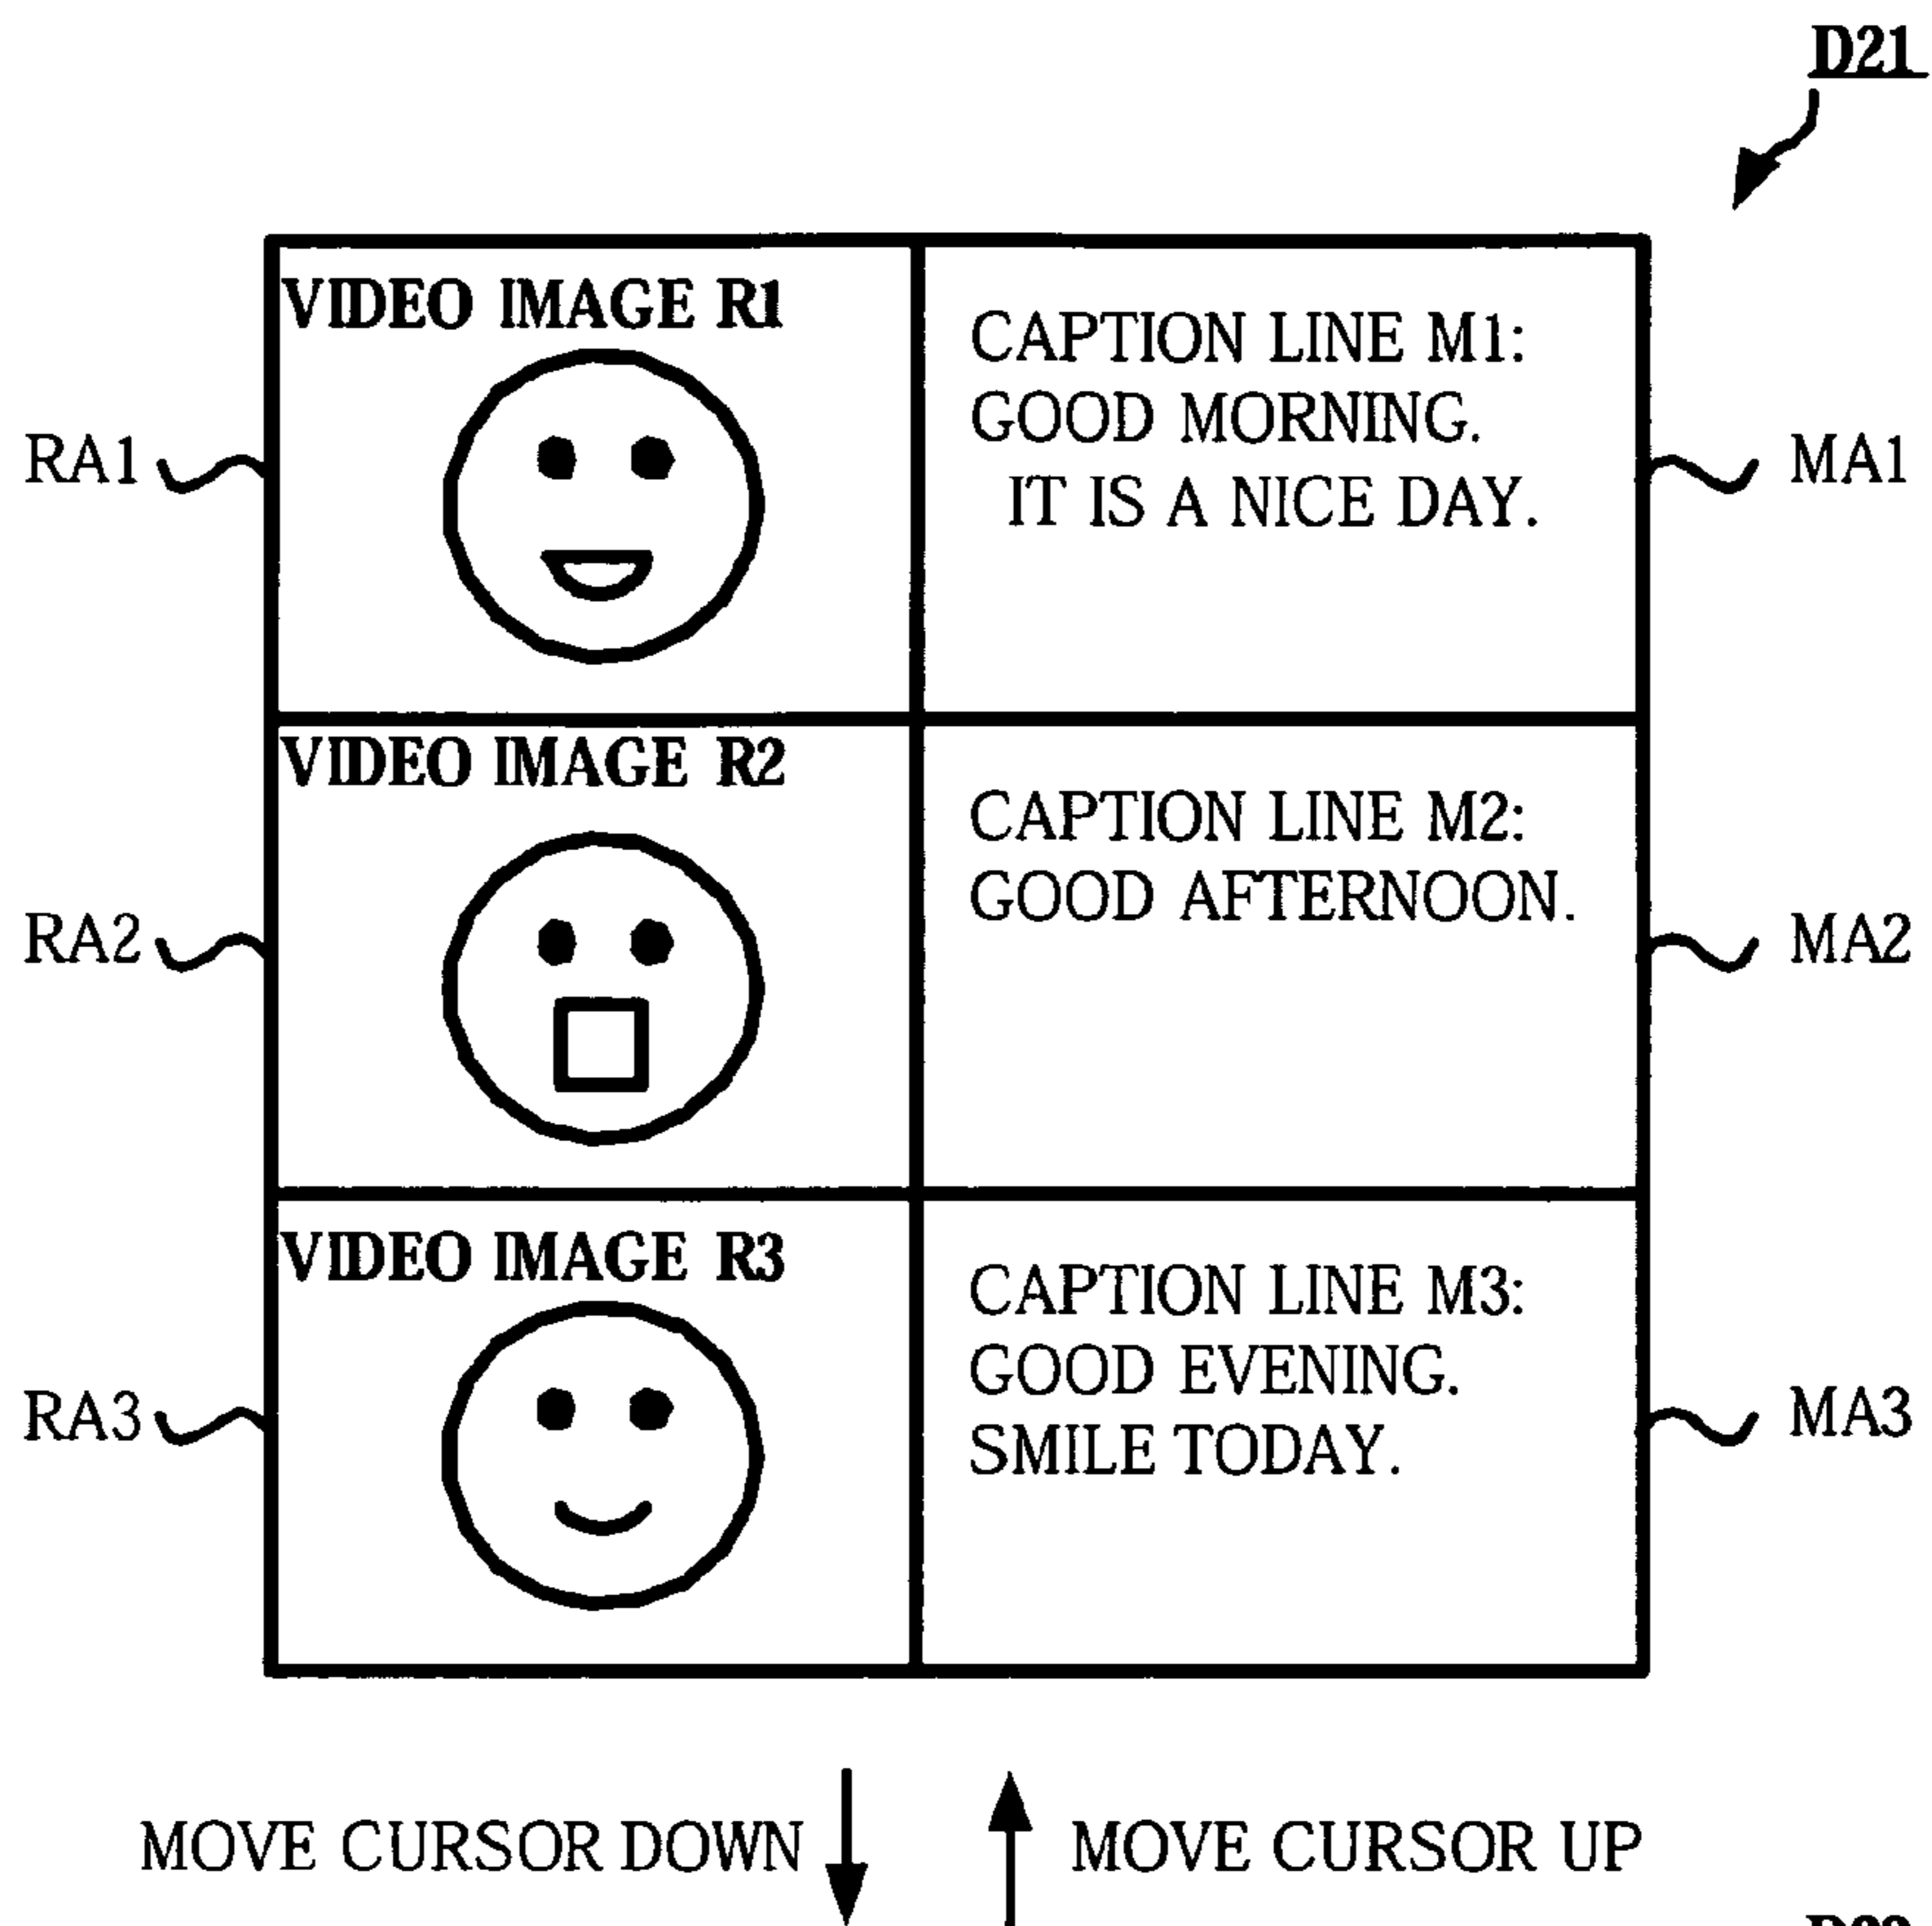 D21
VIDEO IMAGE R1
CAPTION LINE M1:
GOOD MORNING.
IT IS A NICE DAY.
RA1
MA1
VIDEO IMAGE R2
CAPTION LINE M2:
GOOD AFTERNOON.
RA2
MA2
VIDEO IMAGE R3
CAPTION LINE M3:
GOOD EVENING.
SMILE TODAY.
RA3
MA3
MOVE CURSOR DOWN
MOVE CURSOR UP